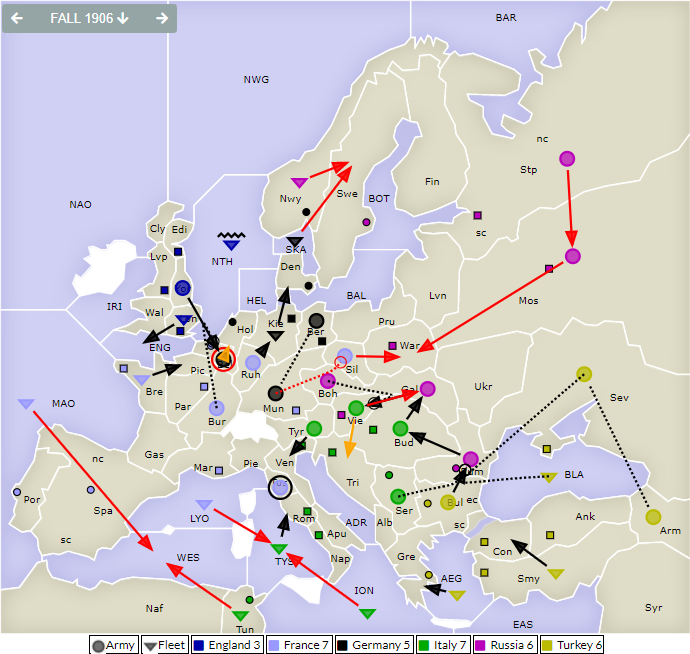 FALL 1906
BAR
NWG
nc
Stp
Fin
Nwy
Swe
BOT
NAO
Cly Edi
sc
SKA
Lvp
NTH
Den
IRI
HEL
BAL
Lvn
Mos
Wal
Hol
Kie
Ber
Pru
ENG
War
Pic
Ruh
Sil
Bre
Boh
Gal
Ukr
MAO
Par
Bur
Mun
Vie
Sev
Tyr
Bud
Gas
nc
Mar
Pie
Ven
Tri
BLA
Por
Spa
LYO
Rom
Ser
Bul
ec
Arm
sc
ADR
Alb
sc
Ank
Apu
Con
WES
TYS
Nap
Gre
AEG
Smy
Naf
ION
Syr
Tun
EAS
Army Fleet England 3 France 7 Germany 5 Italy 7 Russia 6 Turkey 6